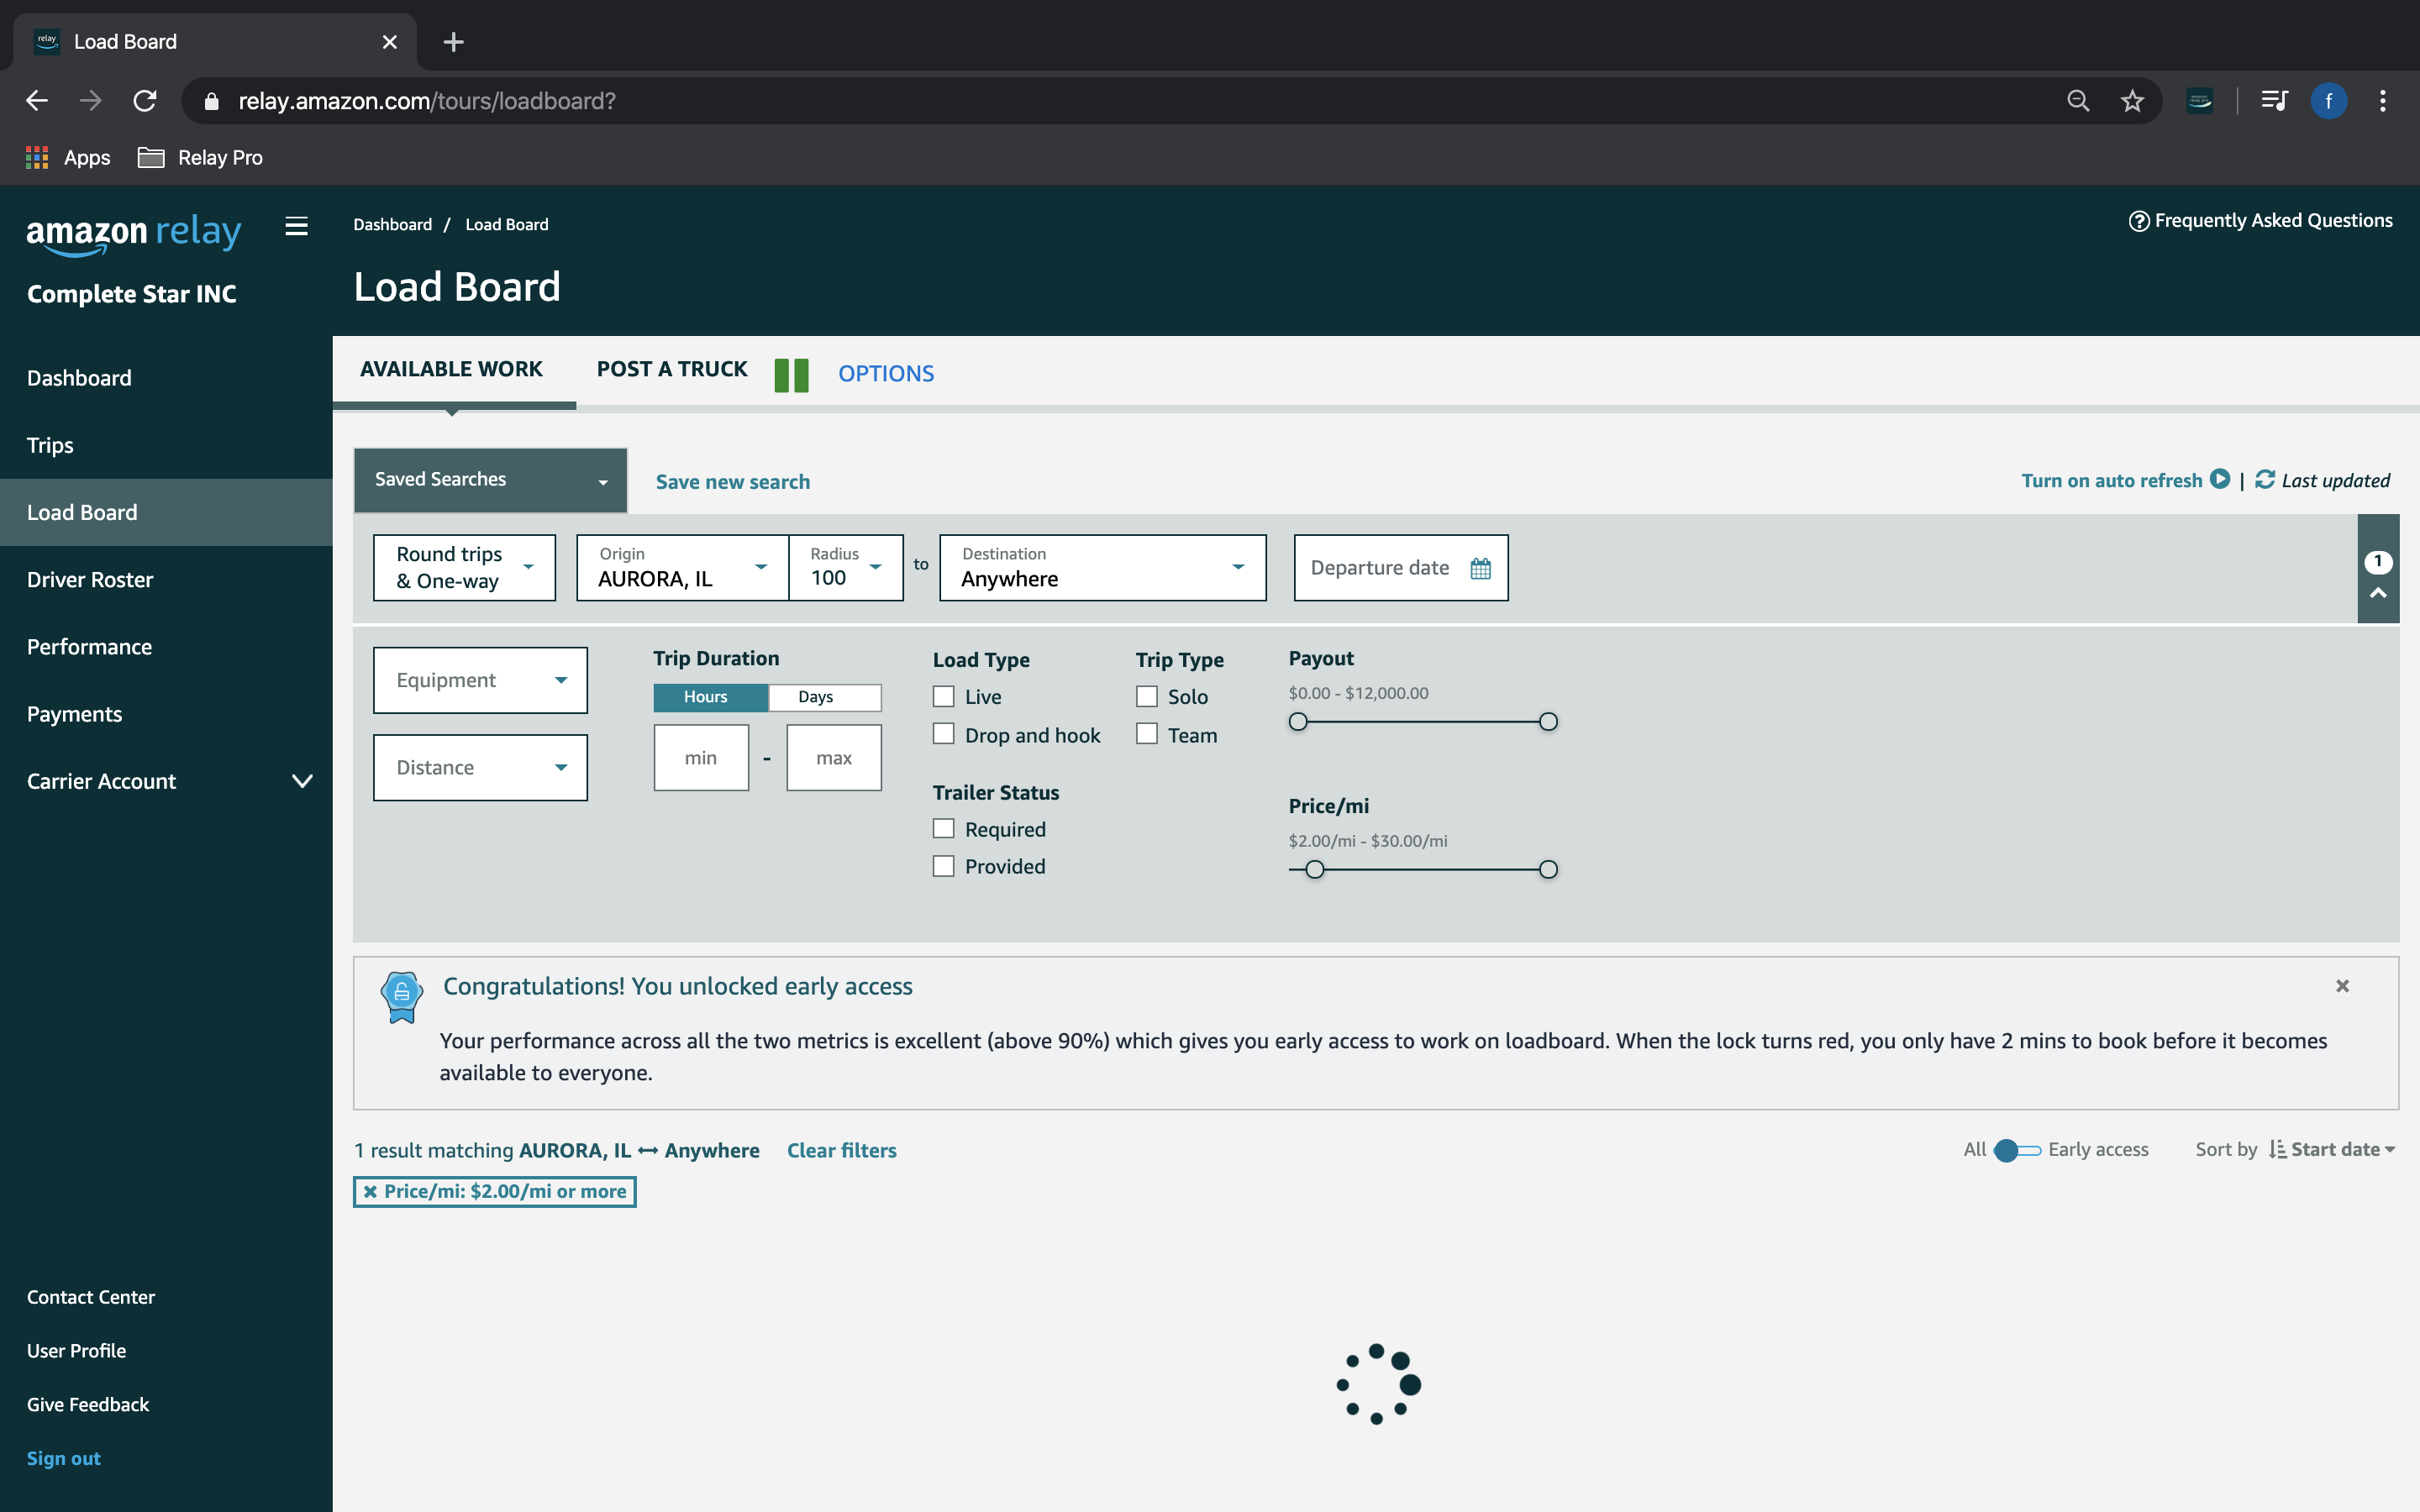 relay Load Board
relay.amazon.com/tours/loadboard?
f
Apps Relay Pro
amazon relay
Complete Star INC
Dashboard
Trips
Load Board
Driver Roster
Performance
Payments
Carrier Account
Contact Center
User Profile
Give Feedback
Sign out
Dashboard / Load Board
? Frequently Asked Questions
Load Board
AVAILABLE WORK POST A TRUCK OPTIONS
Saved Searches Save new search Turn on auto refresh | Last updated
Round trips
& One-way
Origin
AURORA, IL
Radius
100
to
Destination
Anywhere
Departure date
1
Equipment
Distance
Trip Duration
Hours Days
min - max
Load Type
Live
Drop and hook
Trailer Status
Required
Provided
Trip Type
Solo
Team
Payout
$0.00 - $12,000.00
Price/mi
$2.00/mi - $30.00/mi
Congratulations! You unlocked early access
Your performance across all the two metrics is excellent (above 90%) which gives you early access to work on loadboard. When the lock turns red, you only have 2 mins to book before it becomes
available to everyone.
1 result matching AURORA, IL ↔ Anywhere Clear filters All Early access Sort by Start date
Price/mi: $2.00/mi or more